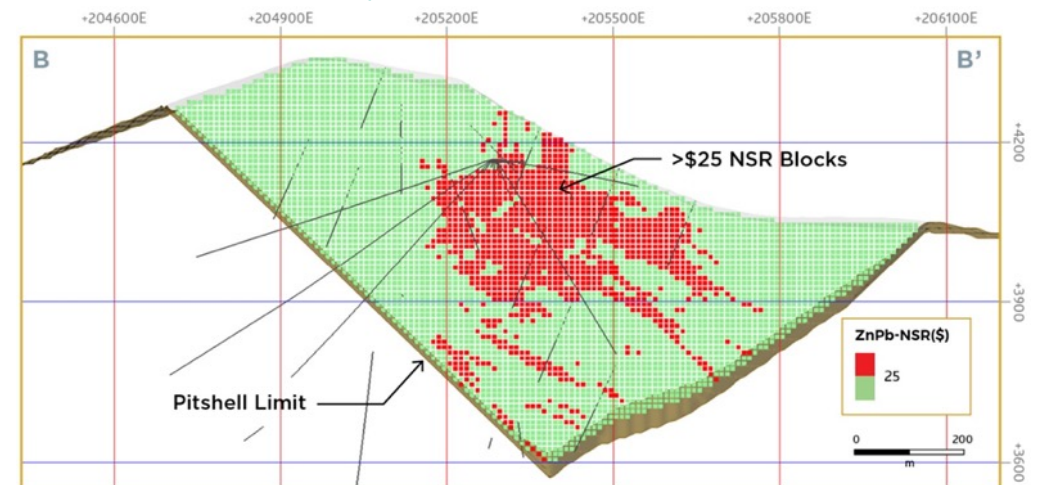 +204600E +204900E +205200E +205500E +205800E +206100E
B B’
+4200
>$25 NSR Blocks
+3900
ZnPb-NSR($)
25
Pitshell Limit
0 200
m
+3600